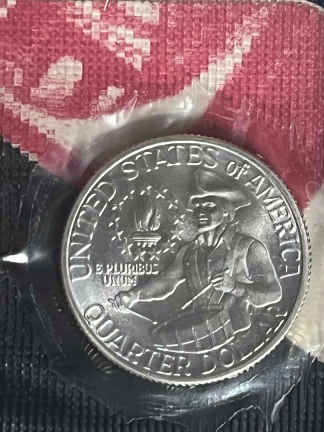 UNITED STATES OF AMERICA
E PLURIBUS
UNUM
QUARTER DOLLAR